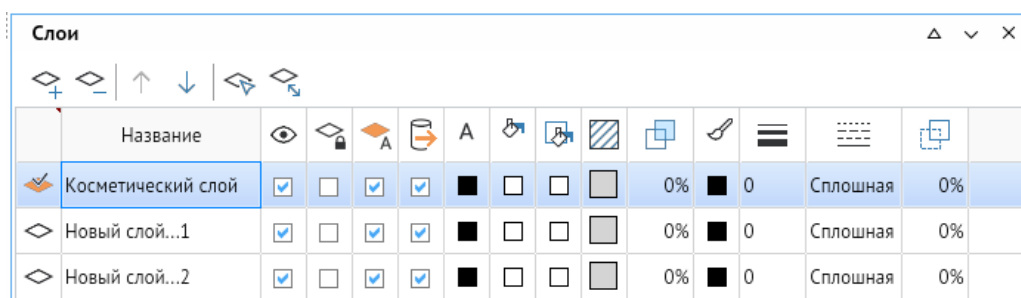 Слои
Название A A
Косметический слой 0% 0 Сплошная 0%
Новый слой...1 0% 0 Сплошная 0%
Новый слой...2 0% 0 Сплошная 0%